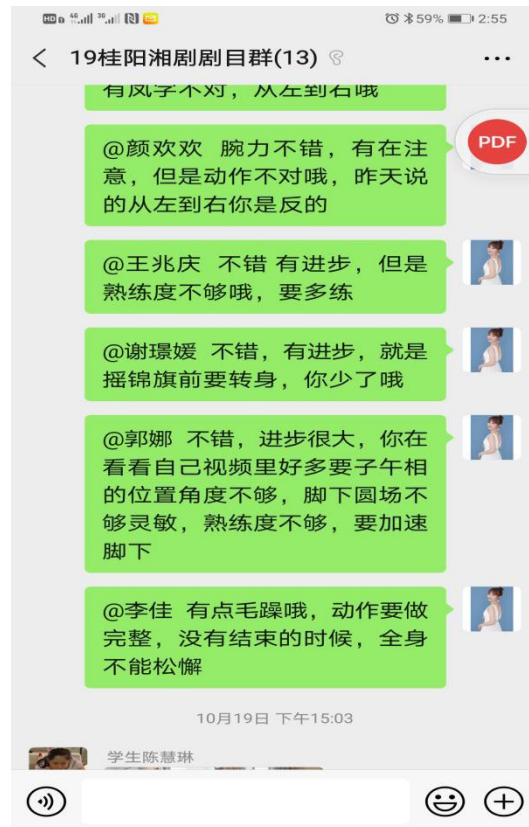 59% 2:55
19桂阳湘剧剧目群(13)
有凤学不对，从左到右哦
PDF
@颜欢欢 腕力不错，有在注
意，但是动作不对哦，昨天说
的从左到右你是反的
@王兆庆 不错 有进步，但是
熟练度不够哦，要多练
@谢璟媛 不错，有进步，就是
摇锦旗前要转身，你少了哦
@郭娜 不错，进步很大，你在
看看自己视频里好多要子午相
的位置角度不够，脚下圆场不
够灵敏，熟练度不够，要加速
脚下
@李佳 有点毛躁哦，动作要做
完整，没有结束的时候，全身
不能松懈
10月19日 下午15:03
学生陈慧琳